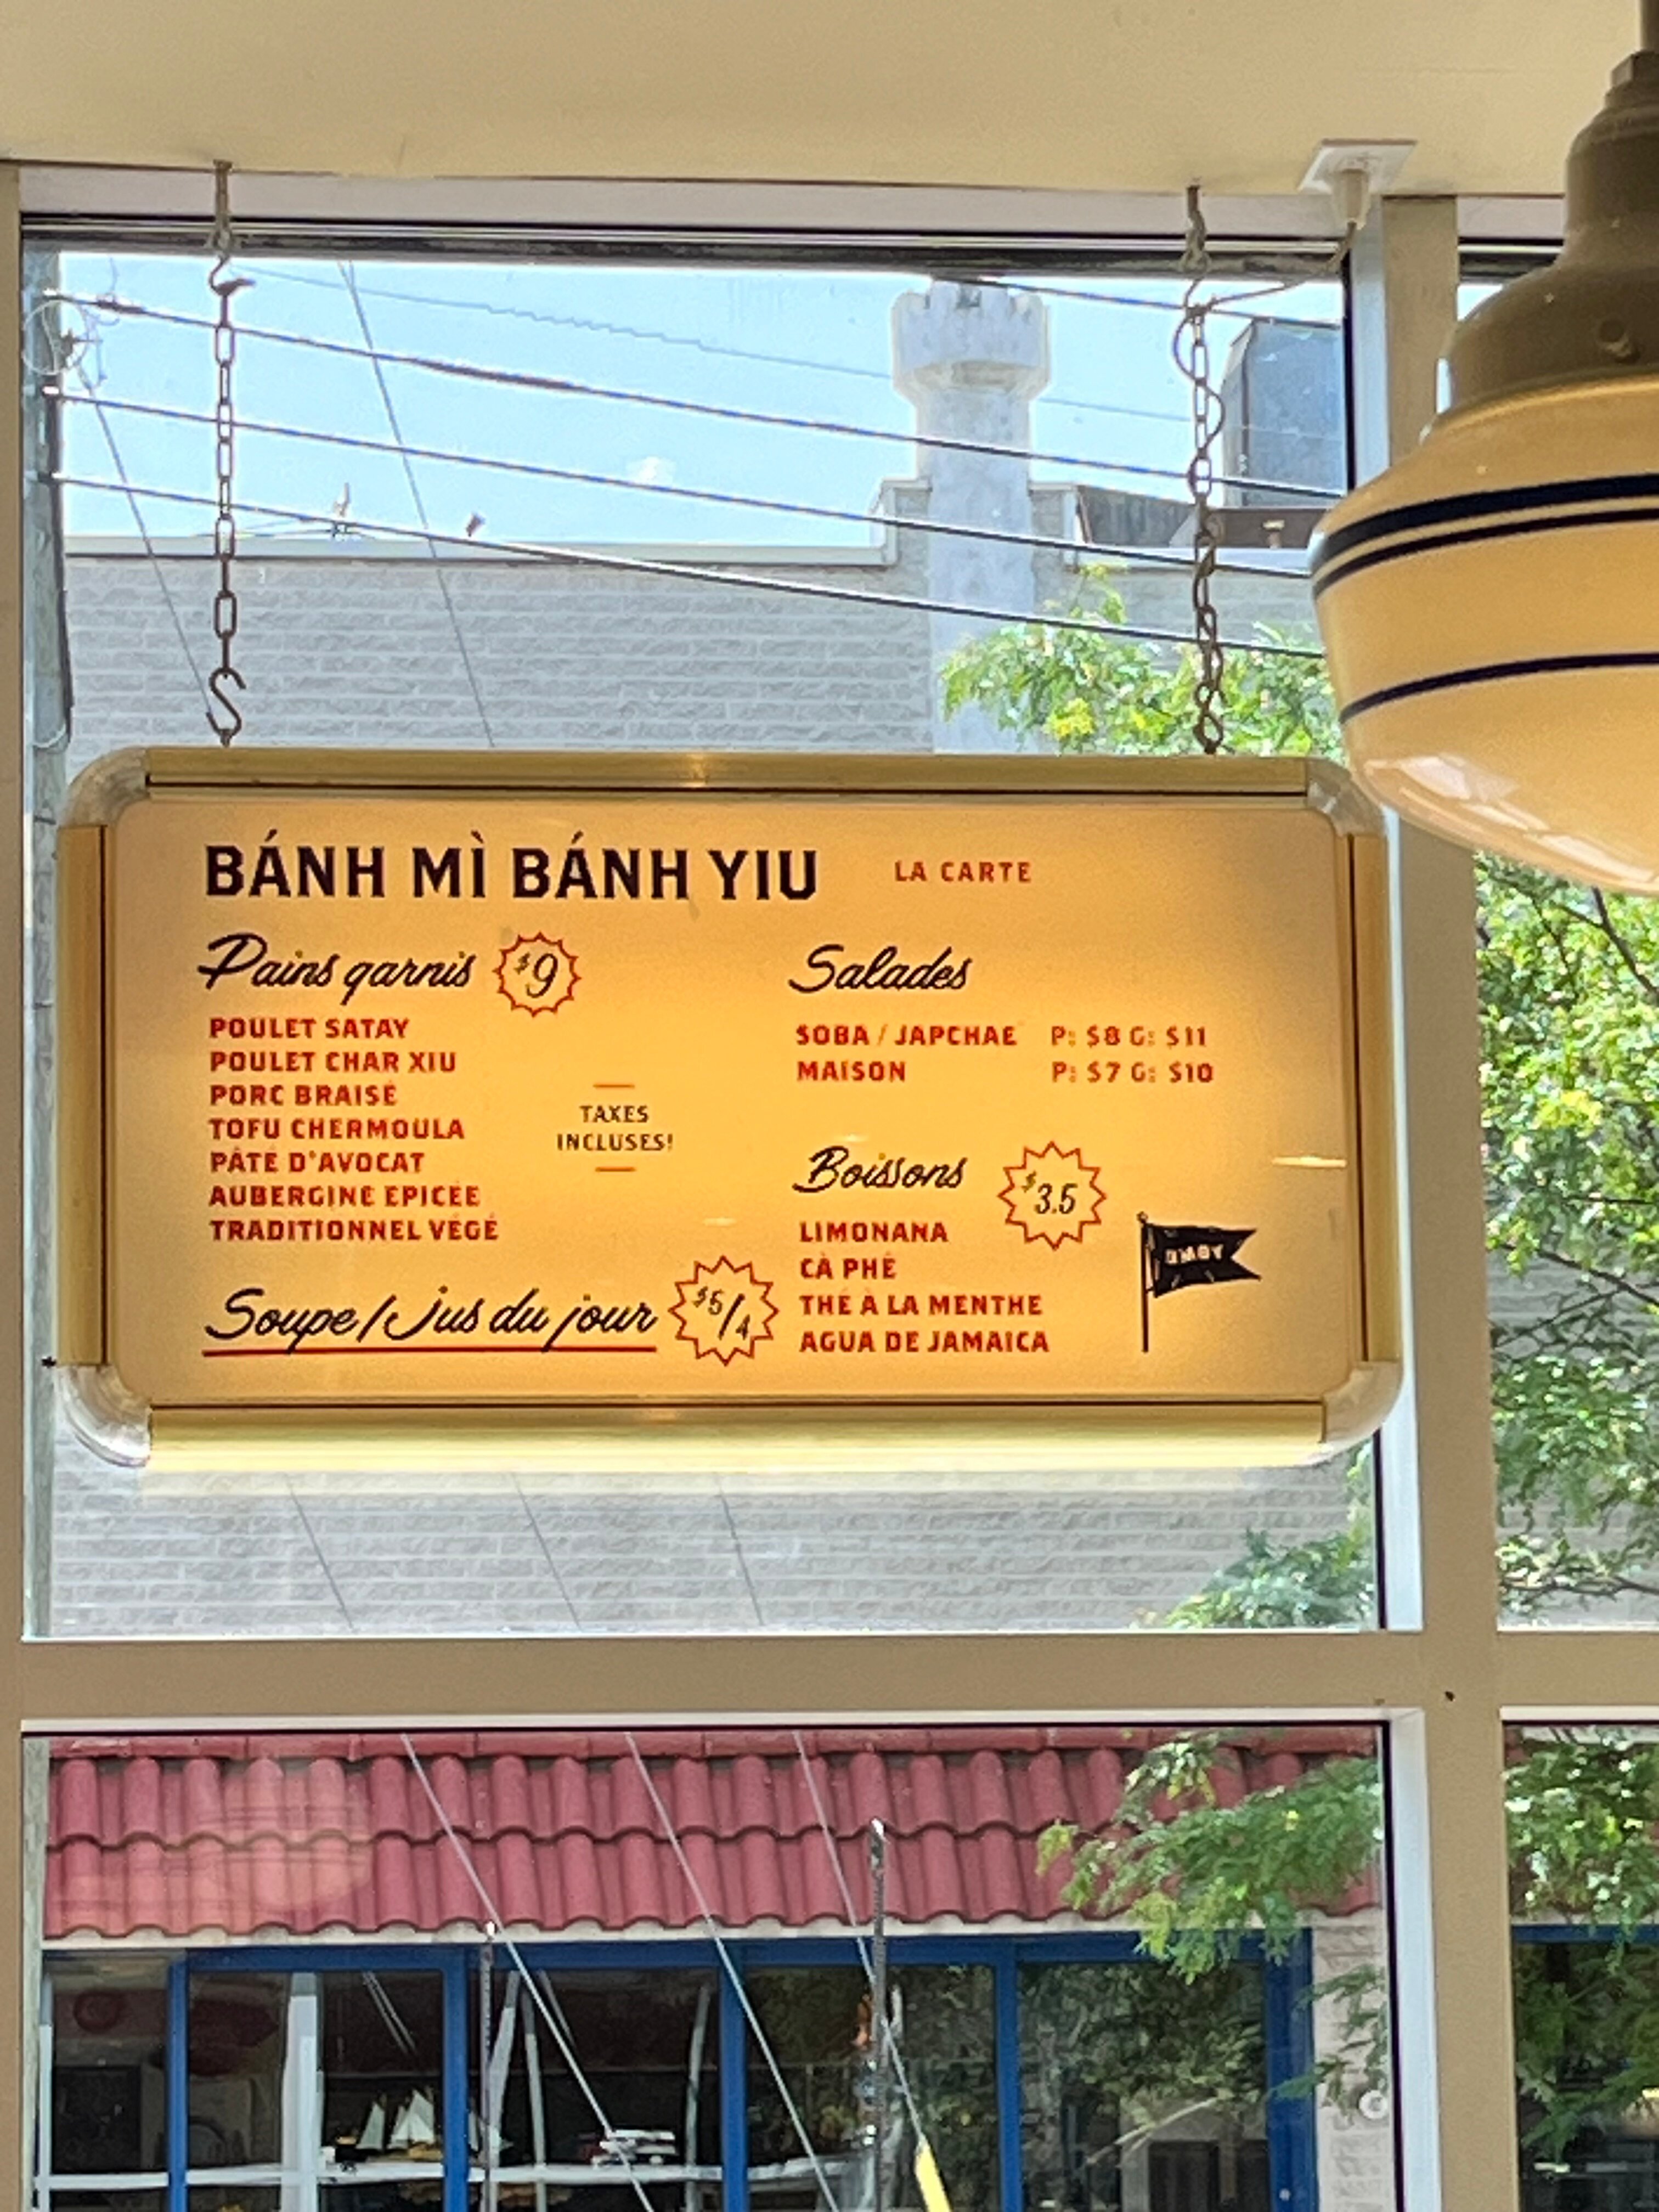 BÁNH MÌ BÁNH YIU
LA CARTE
Pains garnis $9
POULET SATAY
POULET CHAR XIU
PORC BRAISÉ
TOFU CHERMOULA
PÂTÉ D'AVOCAT
AUBERGINE ÉPICÉE
TRADITIONNEL VÉGÉ
TAXES
INCLUSES!
Soupe/Jus du jour $5/4
Salades
SOBA / JAPCHAE P: $8 G: $11
MAISON P: $7 G: $10
Boissons $3.5
LIMONANA
CÀ PHÊ
THÉ À LA MENTHE
AGUA DE JAMAICA